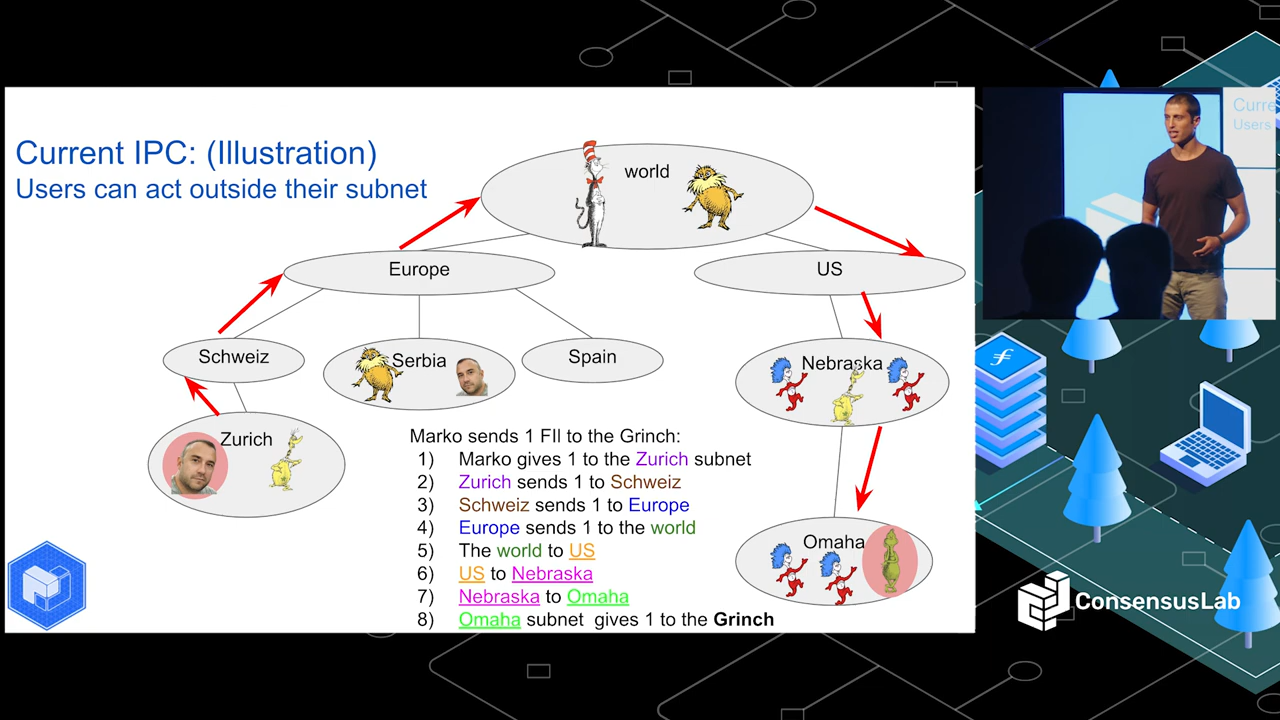 Current IPC: (Illustration)
Users can act outside their subnet
world
Europe
US
Schweiz
Serbia
Spain
Nebraska
Zurich
Omaha
Marko sends 1 FIl to the Grinch:
1) Marko gives 1 to the Zurich subnet
2) Zurich sends 1 to Schweiz
3) Schweiz sends 1 to Europe
4) Europe sends 1 to the world
5) The world to US
6) US to Nebraska
7) Nebraska to Omaha
8) Omaha subnet gives 1 to the Grinch
Curre
Users
ConsensusLab